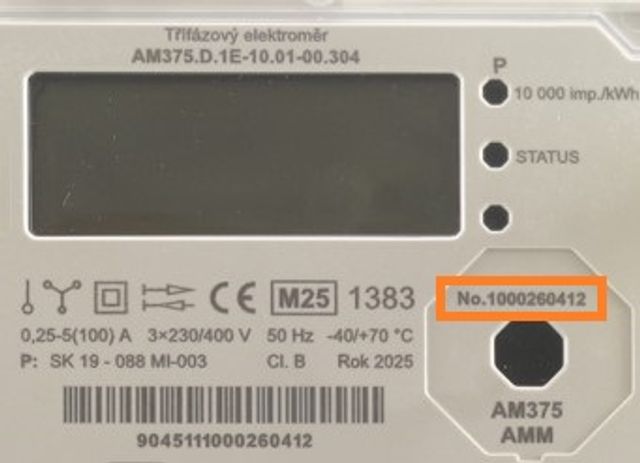 Třífázový elektroměr
AM375.D.1E-10.01-00.304
P
10 000 imp./kWh
STATUS
CE M25 1383
No.1000260412
0,25-5(100) A 3×230/400 V 50 Hz -40/+70 °C
P: SK 19 - 088 MI-003 Cl. B Rok 2025
9045111000260412
AM375
AMM